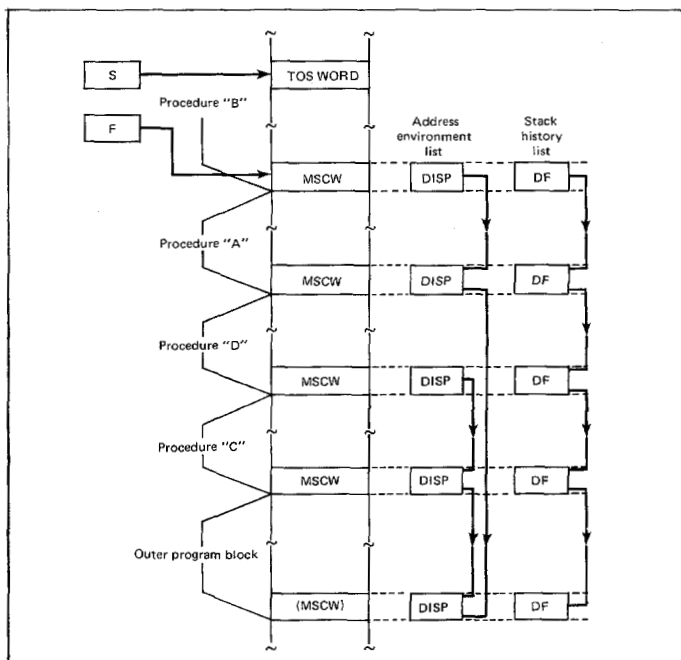 S
TOS WORD
Procedure "B"
F
Address
environment
list
Stack
history
list
MSCW
DISP
DF
Procedure "A"
MSCW
DISP
DF
Procedure "D"
MSCW
DISP
DF
Procedure "C"
MSCW
DISP
DF
Outer program block
(MSCW)
DISP
DF